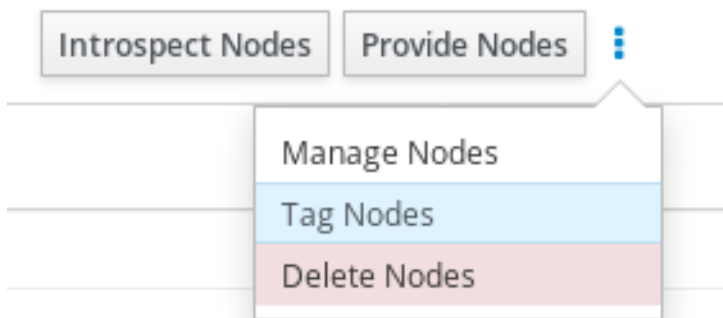 Introspect Nodes Provide Nodes
Manage Nodes
Tag Nodes
Delete Nodes